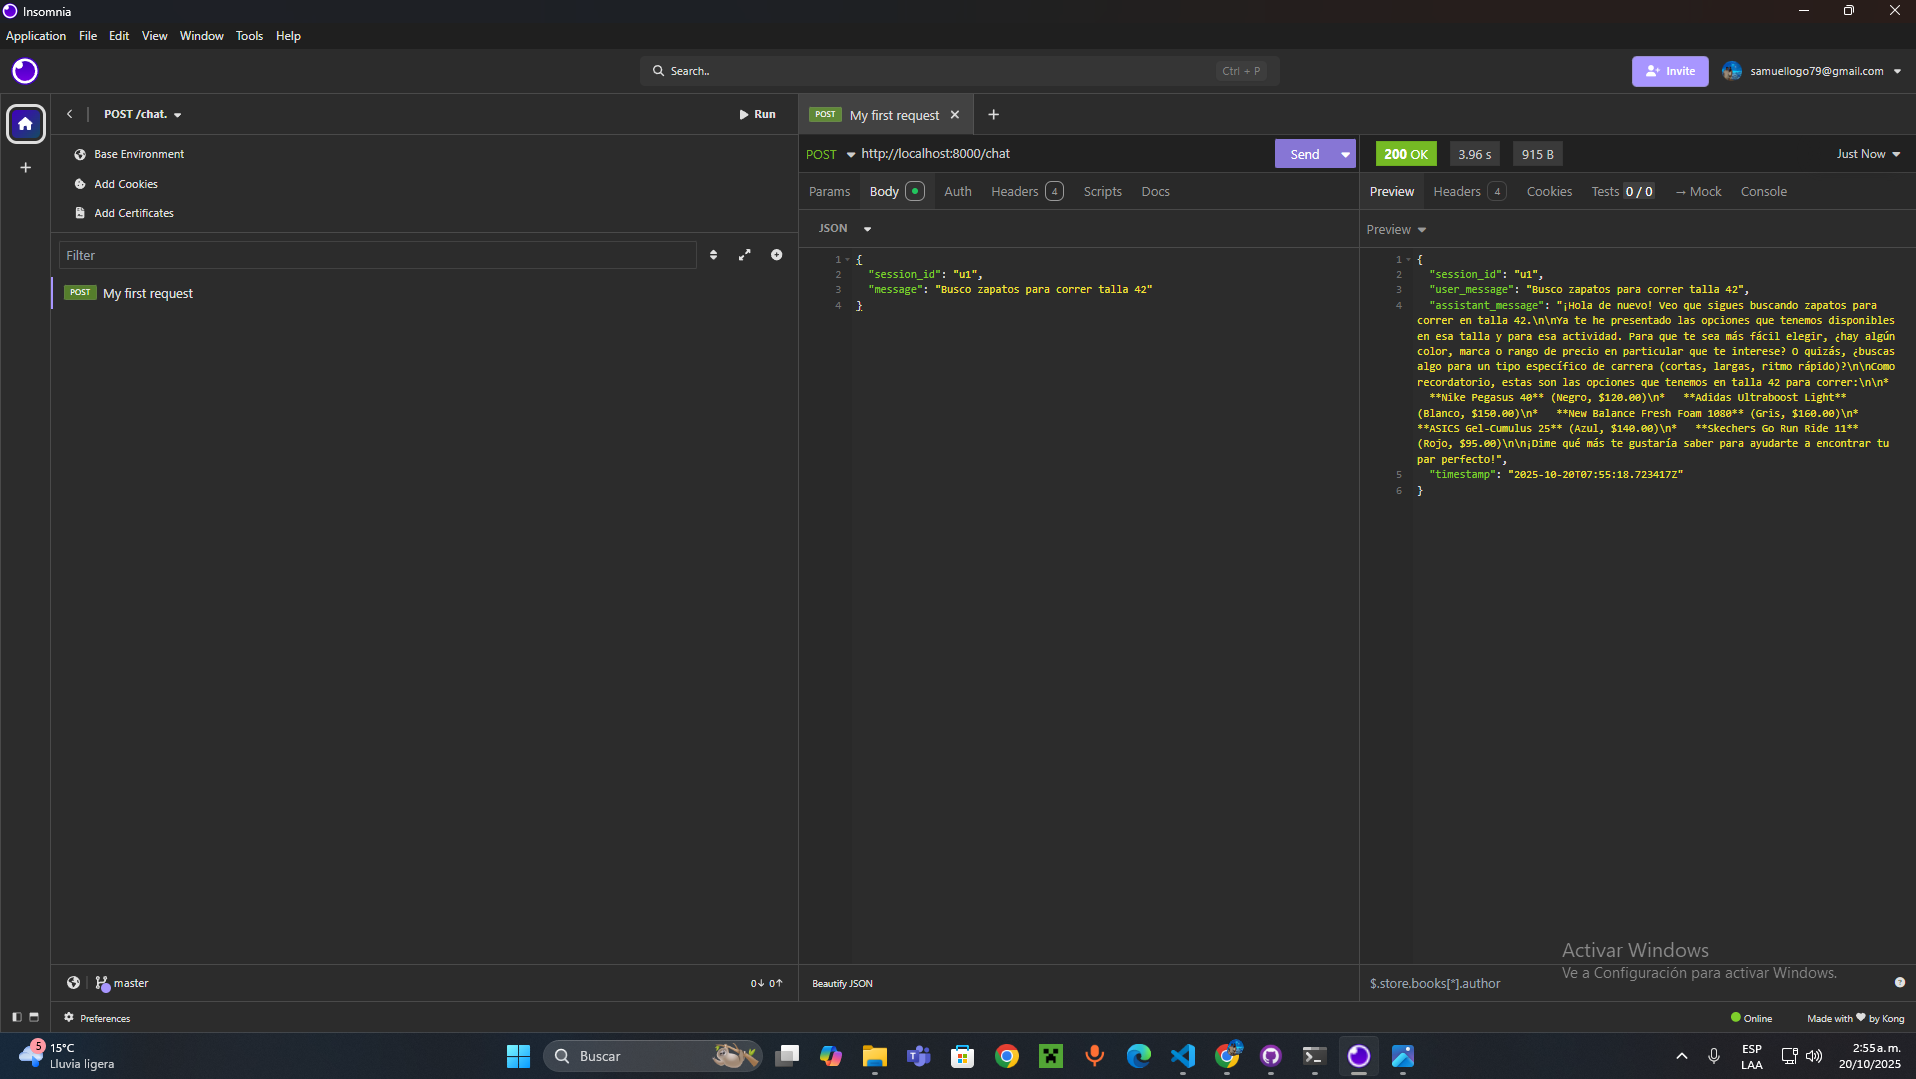 Insomnia
Application File Edit View Window Tools Help
Search.. Ctrl + P
Invite samuellogo79@gmail.com
POST /chat. Run
POST My first request
Base Environment
Add Cookies
Add Certificates
Filter
POST My first request
POST http://localhost:8000/chat Send
200 OK 3.96 s 915 B Just Now
Params Body Auth Headers 4 Scripts Docs
Preview Headers 4 Cookies Tests 0 / 0 → Mock Console
JSON
Preview
1 {
2 "session_id": "u1",
3 "message": "Busco zapatos para correr talla 42"
4 }
1 {
2 "session_id": "u1",
3 "user_message": "Busco zapatos para correr talla 42",
4 "assistant_message": "¡Hola de nuevo! Veo que sigues buscando zapatos para
correr en talla 42.\n\nYa te he presentado las opciones que tenemos disponibles
en esa talla y para esa actividad. Para que te sea más fácil elegir, ¿hay algún
color, marca o rango de precio en particular que te interese? O quizás, ¿buscas
algo para un tipo específico de carrera (cortas, largas, ritmo rápido)?\n\nComo
recordatorio, estas son las opciones que tenemos en talla 42 para correr:\n\n*
**Nike Pegasus 40** (Negro, $120.00)\n*   **Adidas Ultraboost Light**
(Blanco, $150.00)\n*   **New Balance Fresh Foam 1080** (Gris, $160.00)\n*
**ASICS Gel-Cumulus 25** (Azul, $140.00)\n*   **Skechers Go Run Ride 11**
(Rojo, $95.00)\n\n¡Dime qué más te gustaría saber para ayudarte a encontrar tu
par perfecto!",
5 "timestamp": "2025-10-20T07:55:18.723417Z"
6 }
Activar Windows
Ve a Configuración para activar Windows.
master 0↓ 0↑
Beautify JSON
$.store.books[*].author
Preferences
Online Made with ❤ by Kong
5 15°C
Lluvia ligera
Buscar
ESP
LAA
2:55 a. m.
20/10/2025